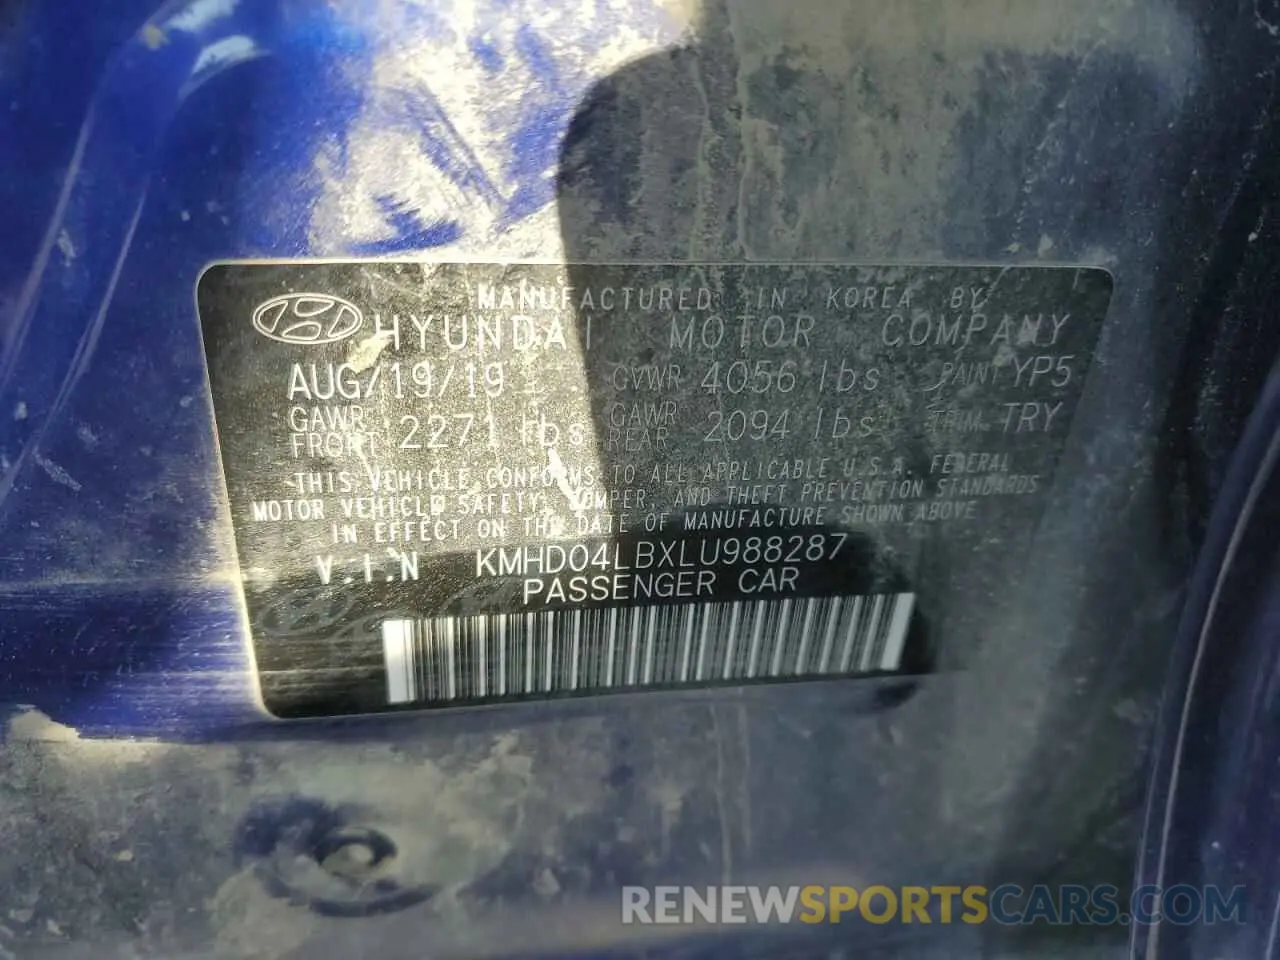 MANUFACTURED IN KOREA BY
HYUNDAI MOTOR COMPANY
AUG/19/19 GVWR 4056 lbs PAINT YP5
GAWR FRONT 2271 lbs GAWR REAR 2094 lbs TRIM TRY
THIS VEHICLE CONFORMS TO ALL APPLICABLE U.S.A. FEDERAL
MOTOR VEHICLE SAFETY, BUMPER, AND THEFT PREVENTION STANDARDS
IN EFFECT ON THE DATE OF MANUFACTURE SHOWN ABOVE
V.I.N KMHD04LBXLU988287
PASSENGER CAR
RENEWSPORTSCARS.COM